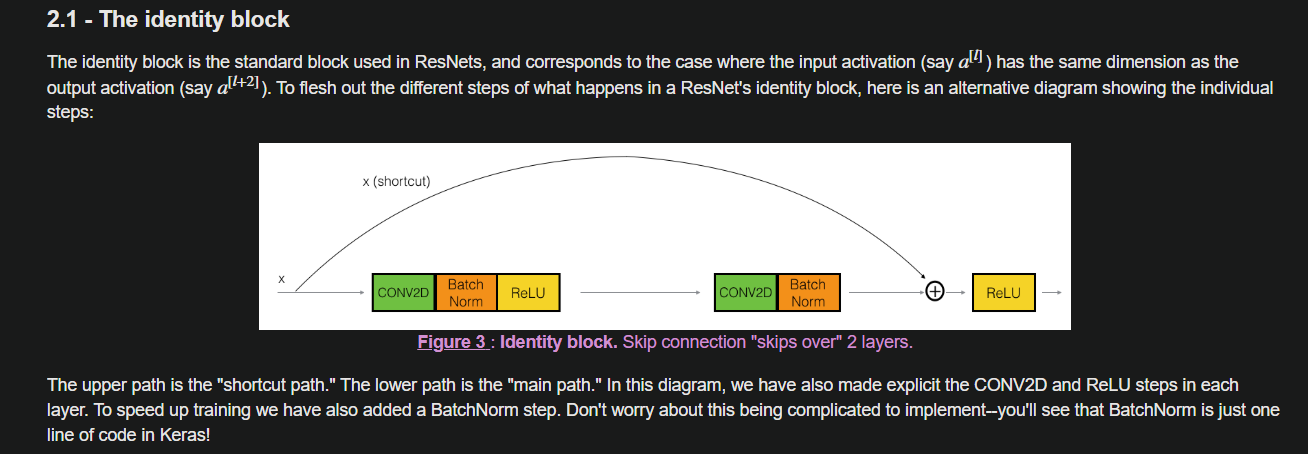 2.1 - The identity block
The identity block is the standard block used in ResNets, and corresponds to the case where the input activation (say a[l]) has the same dimension as the
output activation (say a[l+2]). To flesh out the different steps of what happens in a ResNet's identity block, here is an alternative diagram showing the individual
steps:
x (shortcut)
x
CONV2D
Batch
Norm
ReLU
CONV2D
Batch
Norm
ReLU
Figure 3 : Identity block. Skip connection "skips over" 2 layers.
The upper path is the "shortcut path." The lower path is the "main path." In this diagram, we have also made explicit the CONV2D and ReLU steps in each
layer. To speed up training we have also added a BatchNorm step. Don't worry about this being complicated to implement--you'll see that BatchNorm is just one
line of code in Keras!